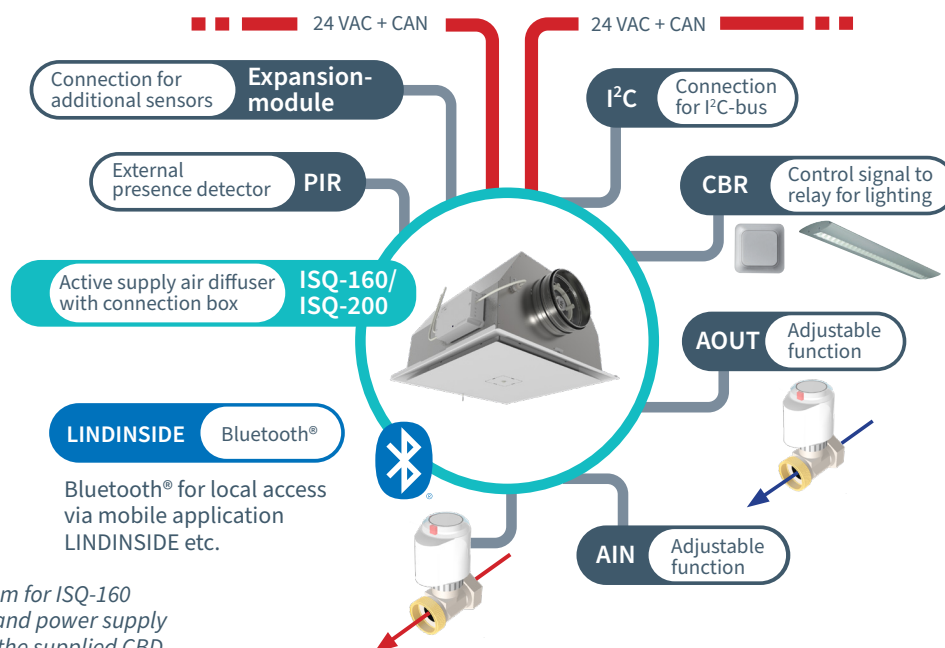 24 VAC + CAN
24 VAC + CAN
Connection for
additional sensors
Expansion-
module
I²C
Connection
for I²C-bus
External
presence detector
PIR
CBR
Control signal to
relay for lighting
Active supply air diffuser
with connection box
ISQ-160/
ISQ-200
AOUT
Adjustable
function
LINDINSIDE
Bluetooth®
®
Bluetooth® for local access
via mobile application
LINDINSIDE etc.
AIN
Adjustable
function
m for ISQ-160
and power supply
the supplied CBD